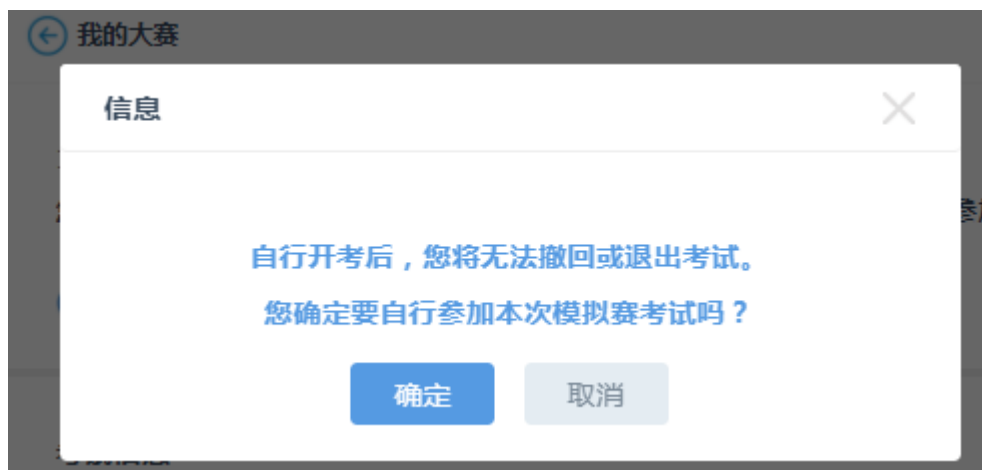 我的大赛
信息
自行开考后，您将无法撤回或退出考试。
您确定要自行参加本次模拟赛考试吗？
确定
取消